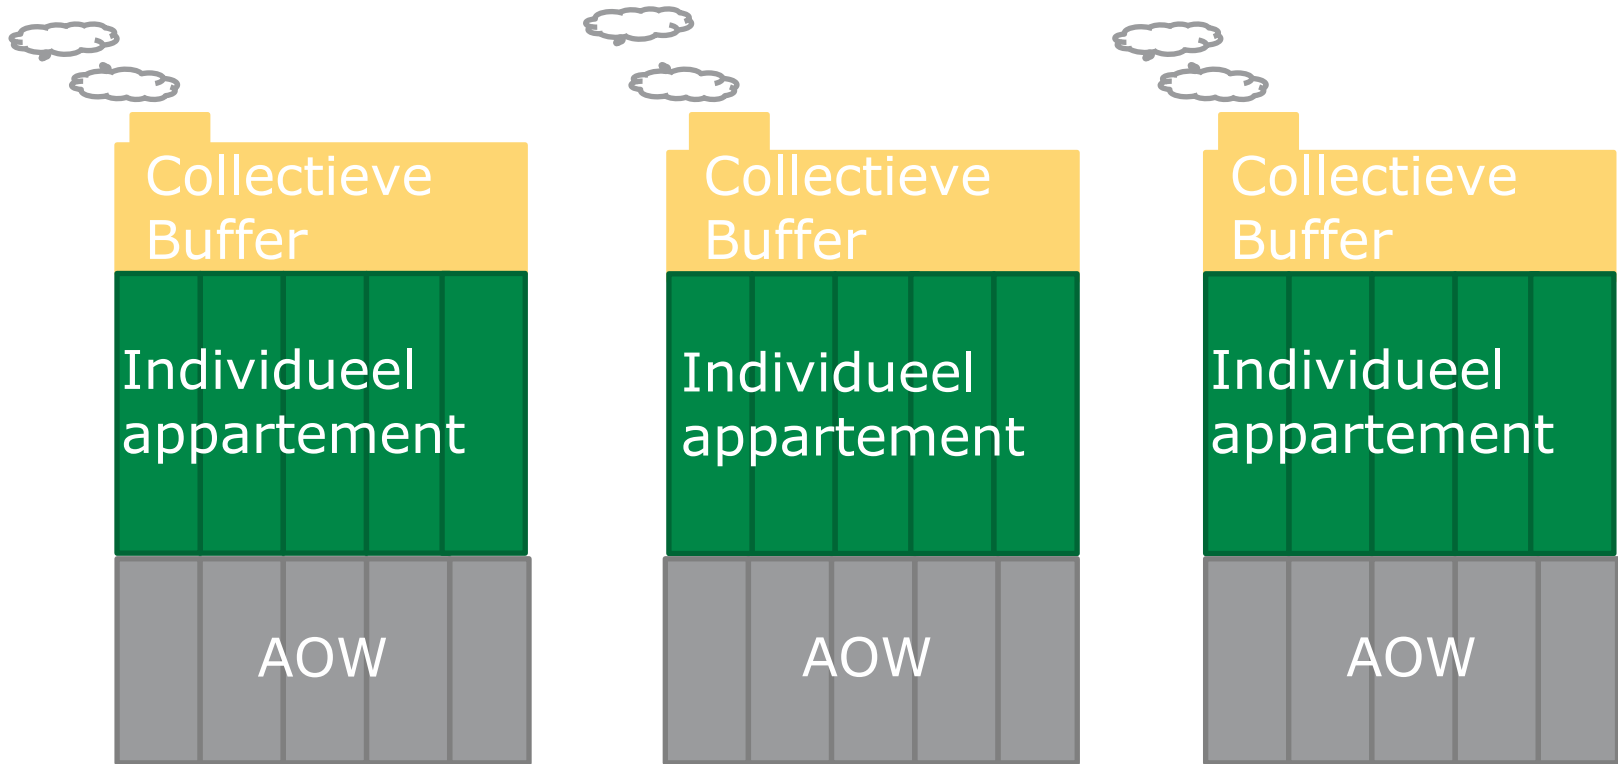 Collectieve
Buffer
Individueel
appartement
AOW
Collectieve
Buffer
Individueel
appartement
AOW
Collectieve
Buffer
Individueel
appartement
AOW